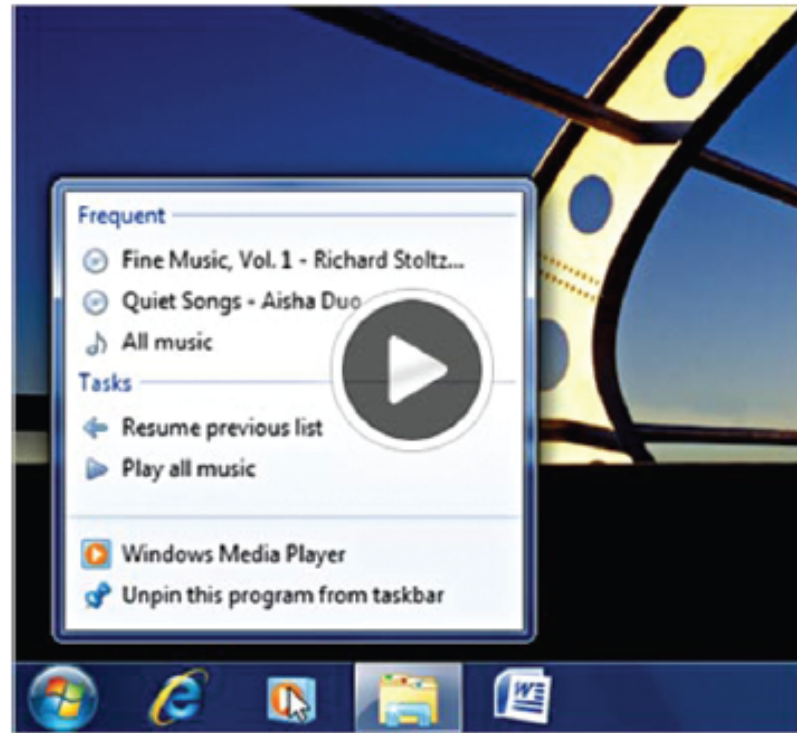 Frequent
Fine Music, Vol. 1 - Richard Stoltz...
Quiet Songs - Aisha Duo
All music
Tasks
Resume previous list
Play all music
Windows Media Player
Unpin this program from taskbar
W